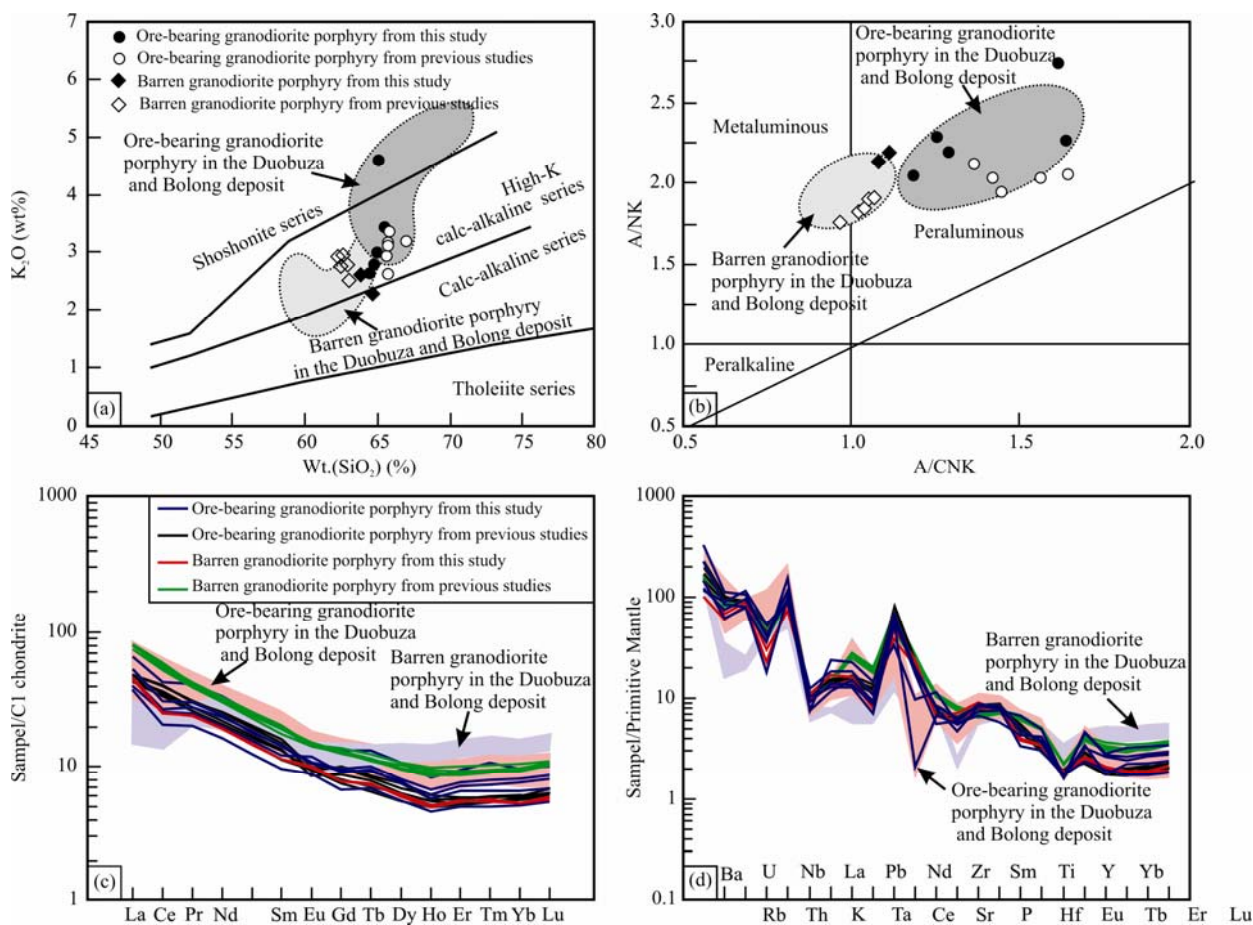 7
6
5
4
3
2
1
0
K₂O (wt%)
Ore-bearing granodiorite porphyry from this study
Ore-bearing granodiorite porphyry from previous studies
Barren granodiorite porphyry from this study
Barren granodiorite porphyry from previous studies
Ore-bearing granodiorite
porphyry in the Duobuza
and Bolong deposit
Shoshonite series
High-K
calc-alkaline series
Calc-alkaline series
Barren granodiorite porphyry
in the Duobuza and Bolong deposit
Tholeiite series
(a)
45 50 55 60 65 70 75 80
Wt.(SiO₂) (%)
3.0
2.5
2.0
1.5
1.0
0.5
A/NK
Ore-bearing granodiorite
porphyry in the Duobuza
and Bolong deposit
Metaluminous
Peraluminous
Barren granodiorite
porphyry in the Duobuza
and Bolong deposit
Peralkaline
(b)
0.5 1.0 1.5 2.0
A/CNK
1000
100
10
1
Sampel/C1 chondrite
Ore-bearing granodiorite porphyry from this study
Ore-bearing granodiorite porphyry from previous studies
Barren granodiorite porphyry from this study
Barren granodiorite porphyry from previous studies
Ore-bearing granodiorite
porphyry in the Duobuza
and Bolong deposit
Barren granodiorite
porphyry in the Duobuza
and Bolong deposit
(c)
La Ce Pr Nd Sm Eu Gd Tb Dy Ho Er Tm Yb Lu
1000
100
10
1
0.1
Sampel/Primitive Mantle
Barren granodiorite
porphyry in the Duobuza
and Bolong deposit
Ore-bearing granodiorite
porphyry in the Duobuza
and Bolong deposit
(d)
Ba U Nb La Pb Nd Zr Sm Ti Y Yb
Rb Th K Ta Ce Sr P Hf Eu Tb Er Lu